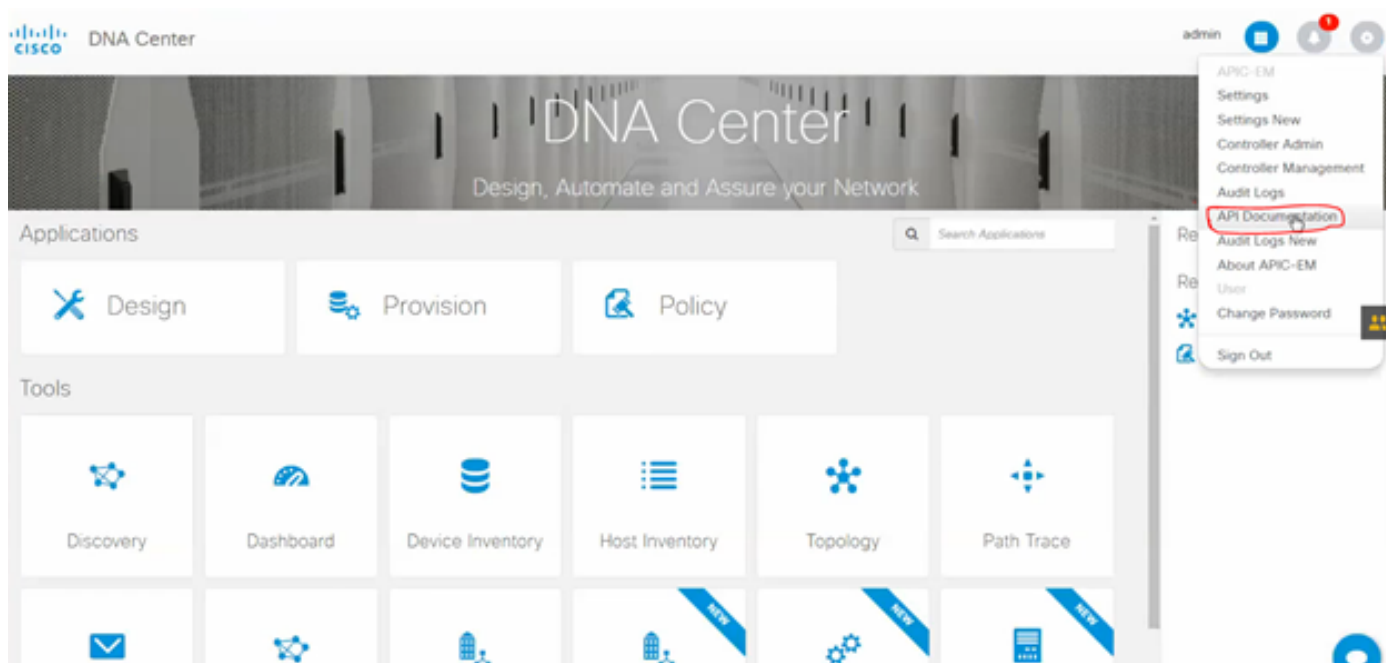 CISCO DNA Center
admin
1
APIC-EM
Settings
Settings New
Controller Admin
Controller Management
Audit Logs
API Documentation
Audit Logs New
About APIC-EM
User
Change Password
Sign Out
DNA Center
Design, Automate and Assure your Network
Applications
Search Applications
Re
Re
Design
Provision
Policy
Tools
Discovery
Dashboard
Device Inventory
Host Inventory
Topology
Path Trace
NEW
NEW
NEW